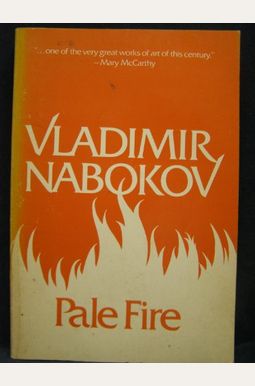 "...one of the very great works of art of this century."
—Mary McCarthy
VLADIMIR
NABOKOV
Pale Fire